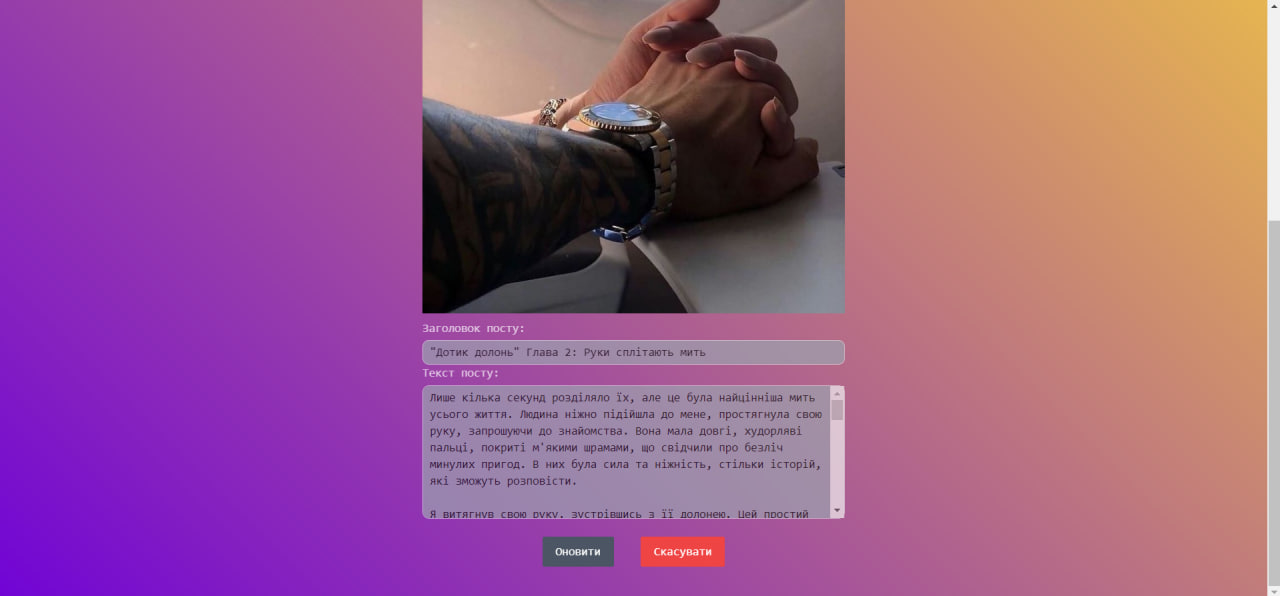 Заголовок посту:
"Дотик долонь" Глава 2: Руки сплітають мить
Текст посту:
Лише кілька секунд розділяло їх, але це була найцінніша мить
усього життя. Людина ніжно підійшла до мене, простягнула свою
руку, запрошуючи до знайомства. Вона мала довгі, худорляві
пальці, покриті м'якими шрамами, що свідчили про безліч
минулих пригод. В них була сила та ніжність, стільки історій,
які зможуть розповісти.
Я витягнув свою руку, зустрівшись з її долонею. Цей простий
Оновити
Скасувати